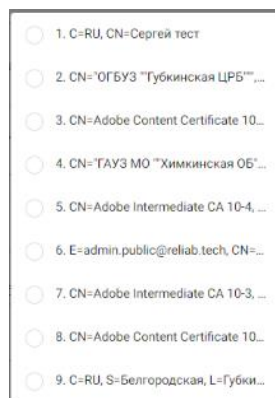 1. C=RU, CN=Сергей тест
2. CN="ОГБУЗ ""Губкинская ЦРБ""",...
3. CN=Adobe Content Certificate 10...
4. CN="ГАУЗ МО ""Химкинская ОБ"...
5. CN=Adobe Intermediate CA 10-4, ...
6. E=admin.public@reliab.tech, CN=...
7. CN=Adobe Intermediate CA 10-3, ...
8. CN=Adobe Content Certificate 10...
9. C=RU, S=Белгородская, L=Губки...